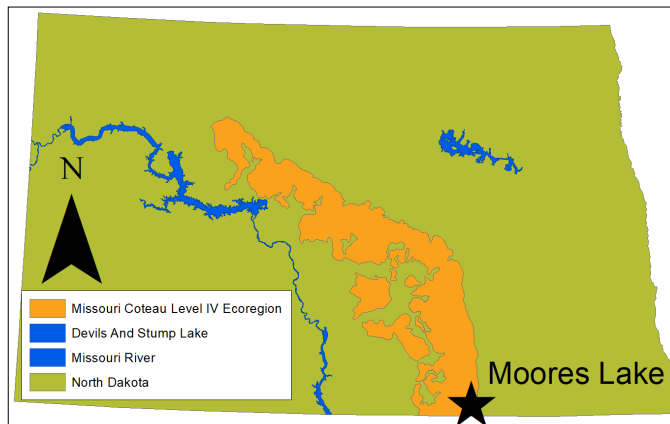 N
Missouri Coteau Level IV Ecoregion
Devils And Stump Lake
Missouri River
North Dakota
Moores Lake